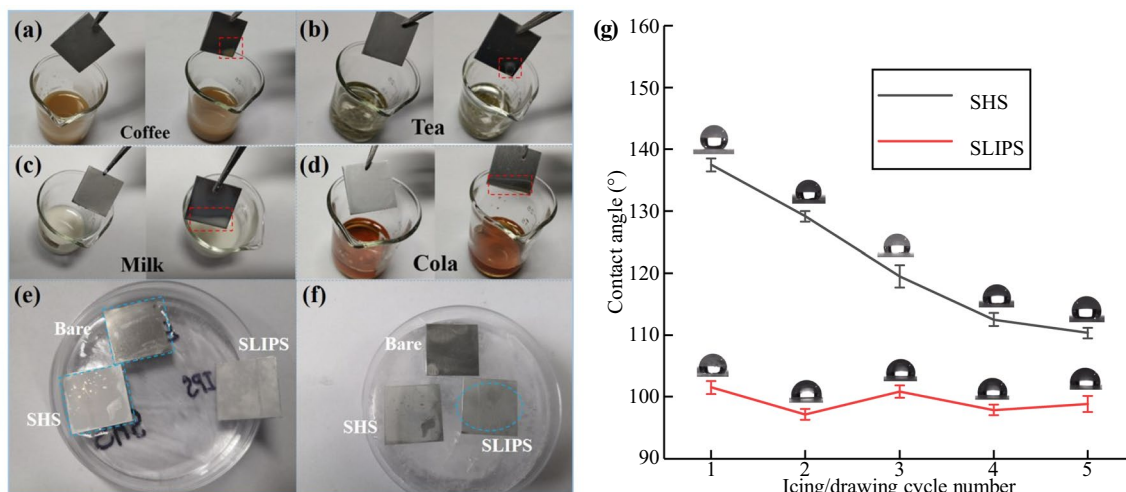 (a)
Coffee
(b)
Tea
(c)
Milk
(d)
Cola
(e)
Bare
SLIPS
SHS
SHS
(f)
Bare
SHS
SLIPS
(g)
160
150
140
130
120
110
100
90
Contact angle (°)
SHS
SLIPS
1 2 3 4 5
Icing/drawing cycle number